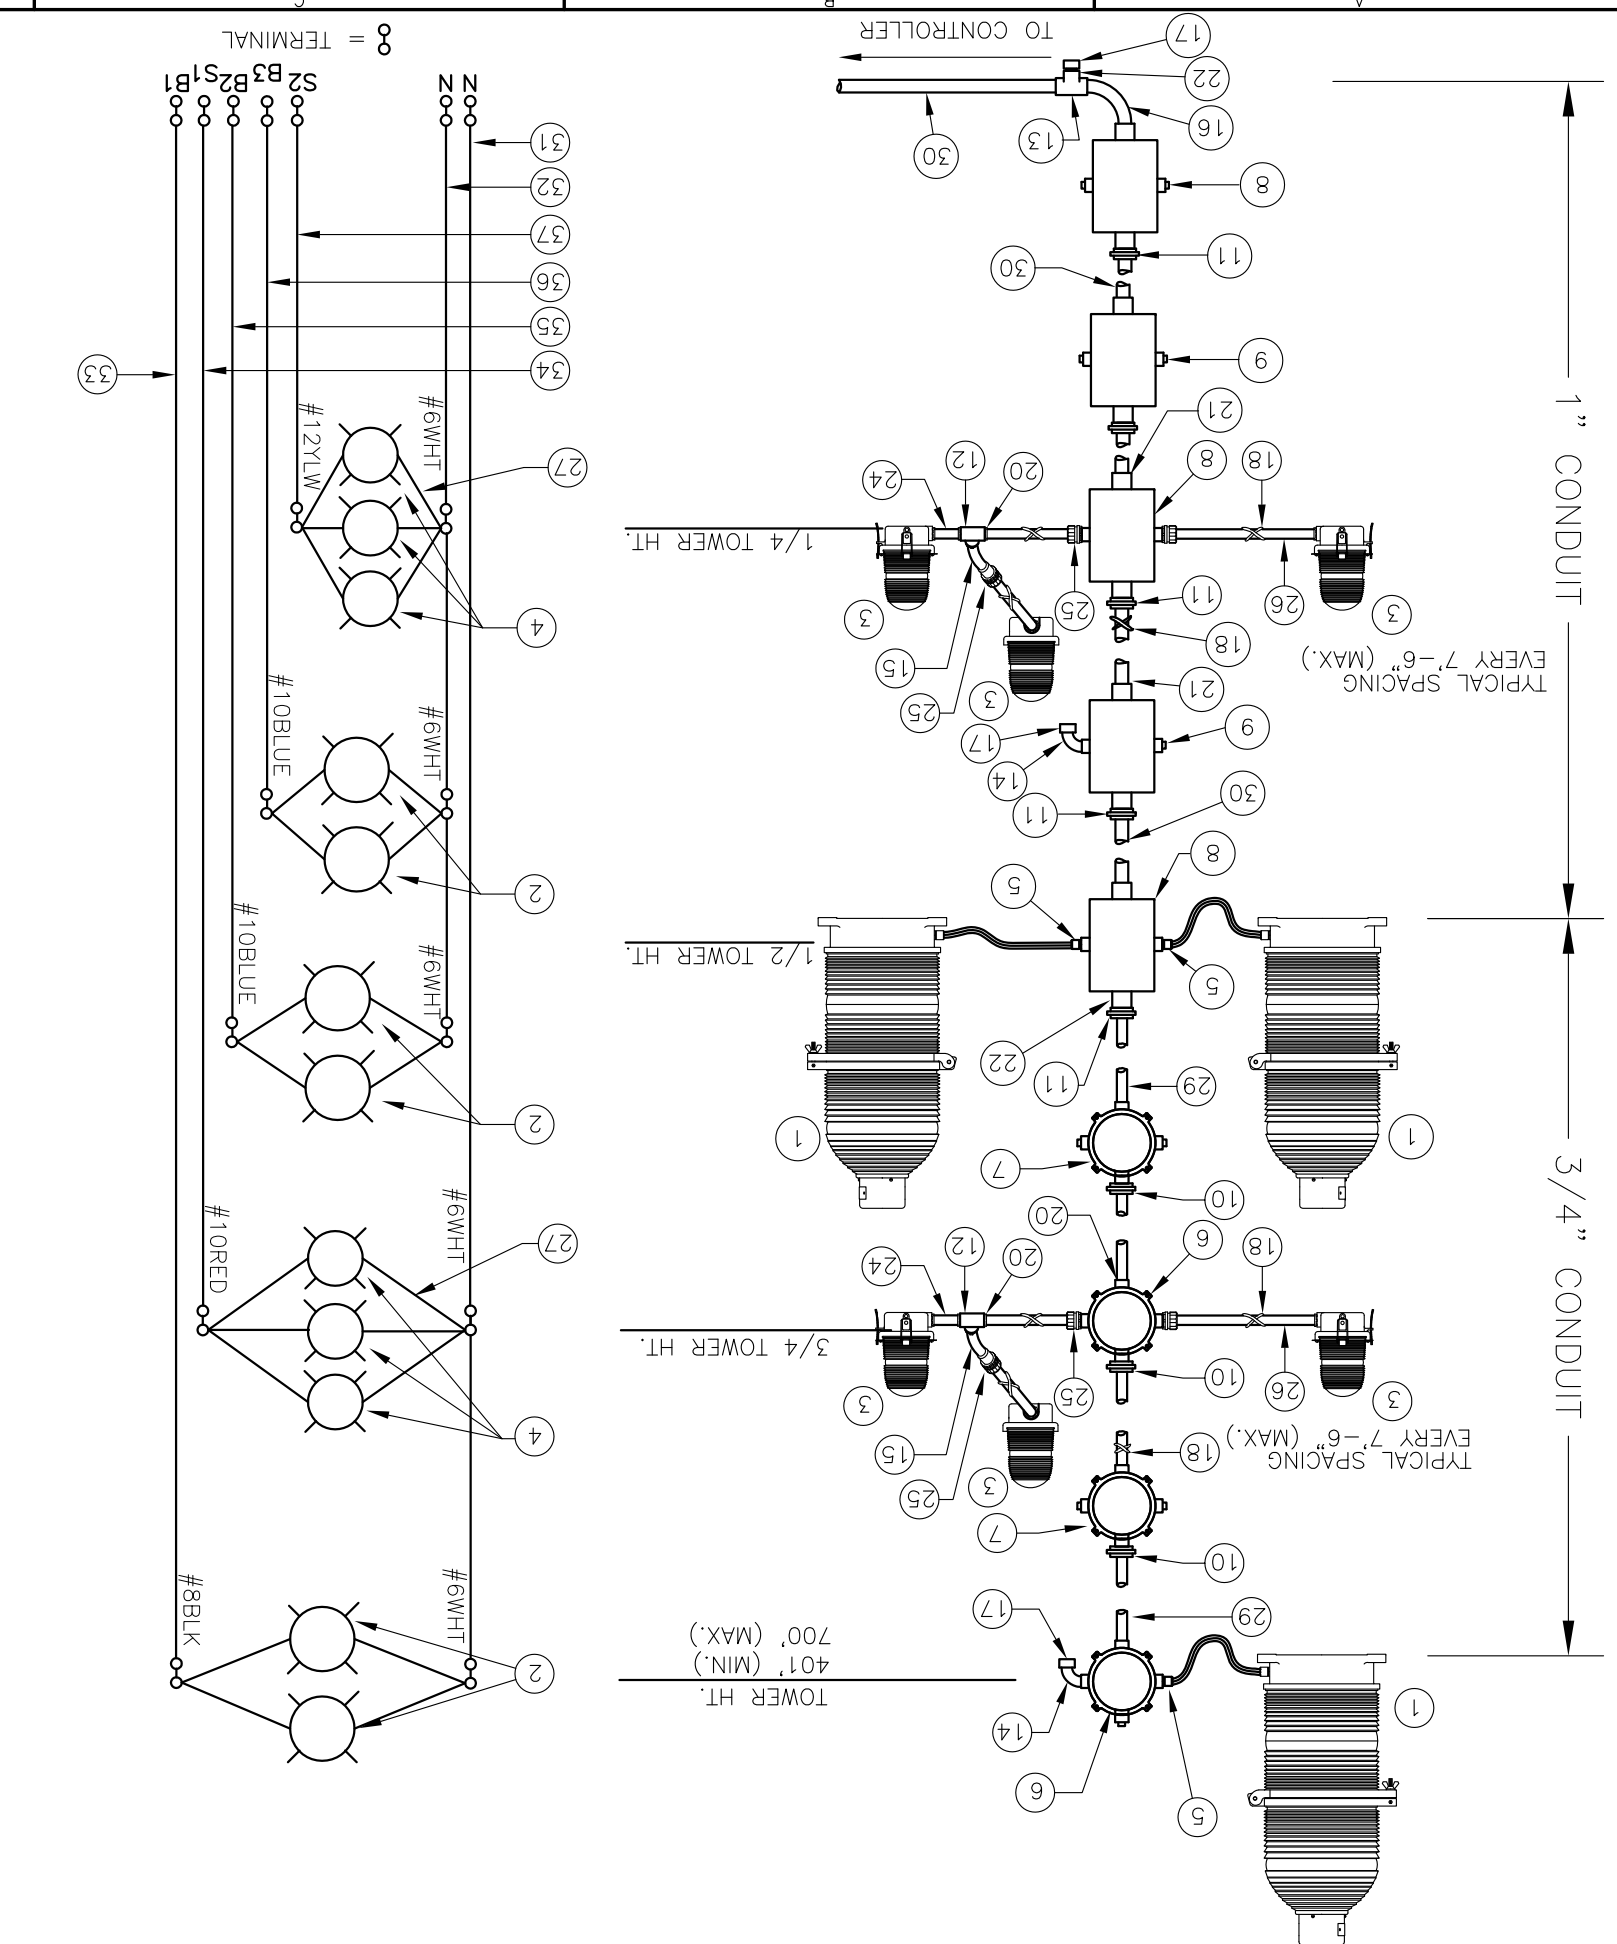 5
6
1
14
TOWER HT.
401' (MIN.)
700' (MAX.)
2
29
17
#6WHT
#8BLK
10
7
TYPICAL SPACING
EVERY 7'-6" (MAX.)
18
25
3
15
4
3
26
10
25
3
3/4 TOWER HT.
18
6
20
20
12
24
27
#6WHT
#10RED
10
7
3/4" CONDUIT
1
1
2
29
11
22
5
1/2 TOWER HT.
#6WHT
#10BLUE
8
5
2
30
11
14
9
17
#6WHT
#10BLUE
TYPICAL SPACING
EVERY 7'-6" (MAX.)
21
3
25
15
18
4
3
26
11
25
3
1/4 TOWER HT.
1" CONDUIT
18
8
20
12
24
27
21
#6WHT
#12YLW
9
34
33
35
30
36
11
37
8
32
16
13
30
31
22
17
TO CONTROLLER
N
N
S2
B3
B2
S1
B1
= TERMINAL
A
B
C